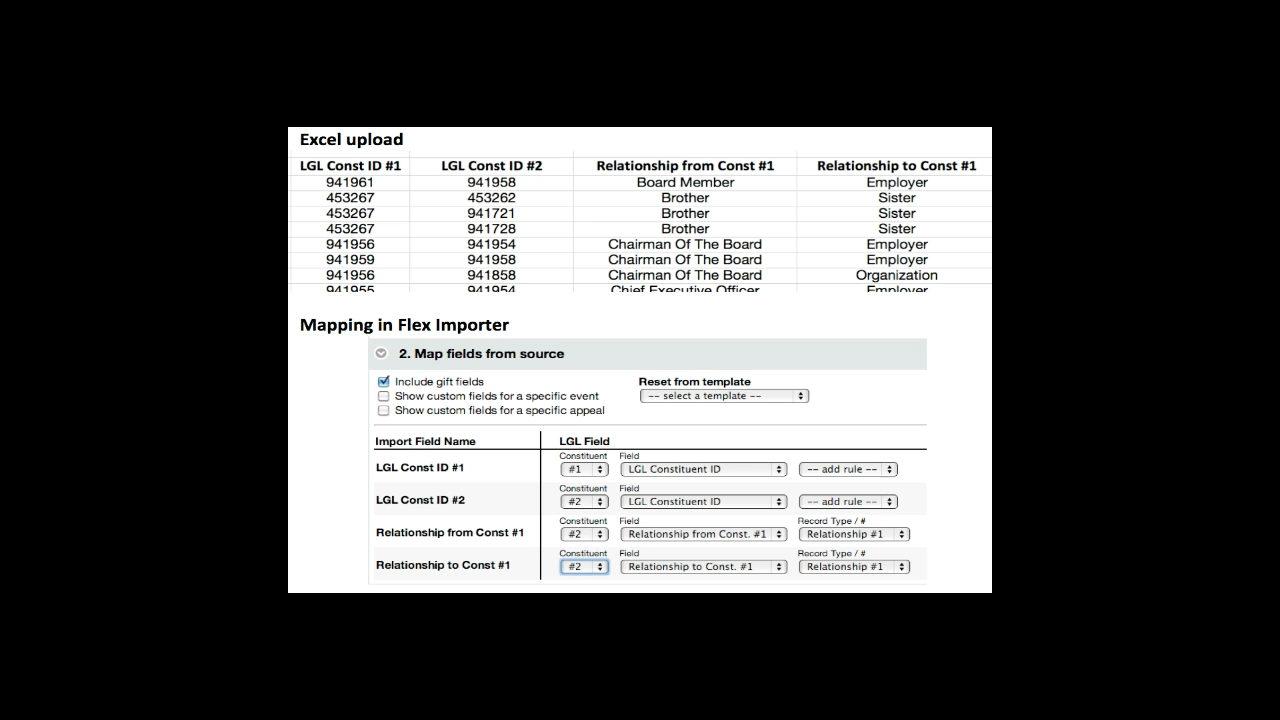 Excel upload
LGL Const ID #1 LGL Const ID #2 Relationship from Const #1 Relationship to Const #1
941961 941958 Board Member Employer
453267 453262 Brother Sister
453267 941721 Brother Sister
453267 941728 Brother Sister
941956 941954 Chairman Of The Board Employer
941959 941958 Chairman Of The Board Employer
941956 941858 Chairman Of The Board Organization
941955 941954 Chief Executive Officer Employer
Mapping in Flex Importer
2. Map fields from source
Include gift fields Reset from template
Show custom fields for a specific event -- select a template --
Show custom fields for a specific appeal
Import Field Name LGL Field
Constituent Field
LGL Const ID #1 #1 LGL Constituent ID -- add rule --
Constituent Field
LGL Const ID #2 #2 LGL Constituent ID -- add rule --
Constituent Field Record Type / #
Relationship from Const #1 #2 Relationship from Const. #1 Relationship #1
Constituent Field Record Type / #
Relationship to Const #1 #2 Relationship to Const. #1 Relationship #1